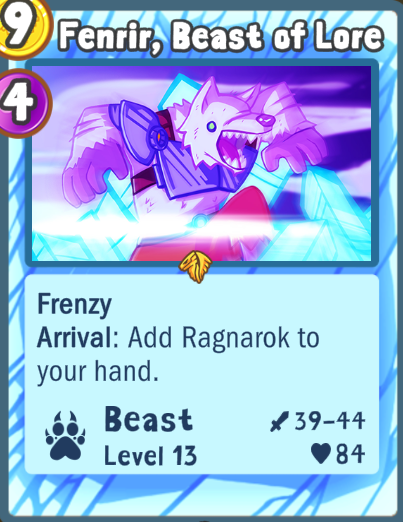 9
Fenrir, Beast of Lore
4
Frenzy
Arrival: Add Ragnarok to
your hand.
Beast
39–44
Level 13
84